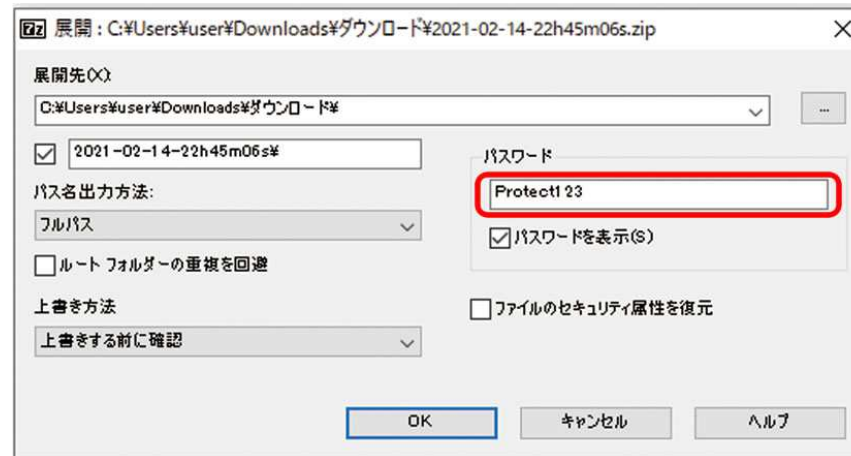 7z 展開 : C:¥Users¥user¥Downloads¥ダウンロード¥2021-02-14-22h45m06s.zip
展開先(X):
C:¥Users¥user¥Downloads¥ダウンロード¥
...
2021-02-14-22h45m06s¥
パスワード
Protect123
パス名出力方法:
フルパス
パスワードを表示(S)
ルート フォルダーの重複を回避
上書き方法
ファイルのセキュリティ属性を復元
上書きする前に確認
OK
キャンセル
ヘルプ